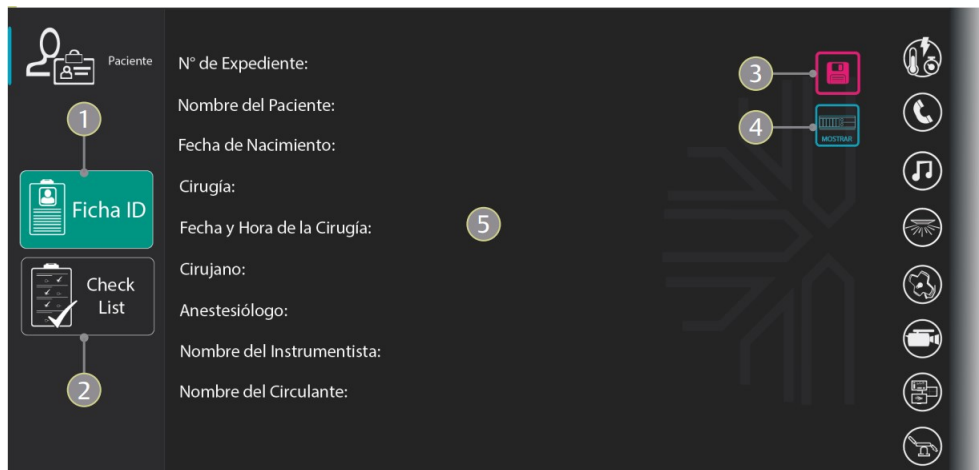 Paciente
1
Ficha ID
Check
List
2
N° de Expediente:
Nombre del Paciente:
Fecha de Nacimiento:
Cirugía:
Fecha y Hora de la Cirugía:
5
Cirujano:
Anestesiólogo:
Nombre del Instrumentista:
Nombre del Circulante:
3
4
MOSTRAR